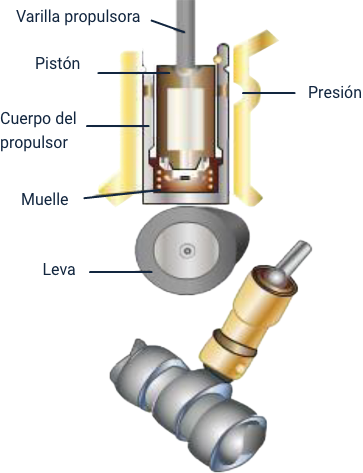 Varilla propulsora
Pistón
Presión
Cuerpo del
propulsor
Muelle
Leva